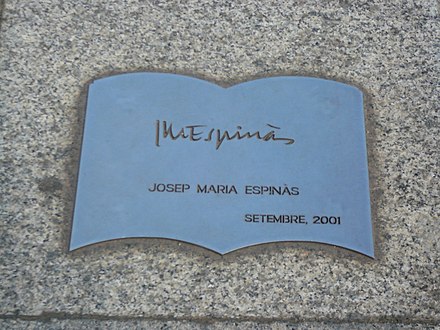 JMEspinàs
JOSEP MARIA ESPINÀS
SETEMBRE, 2001